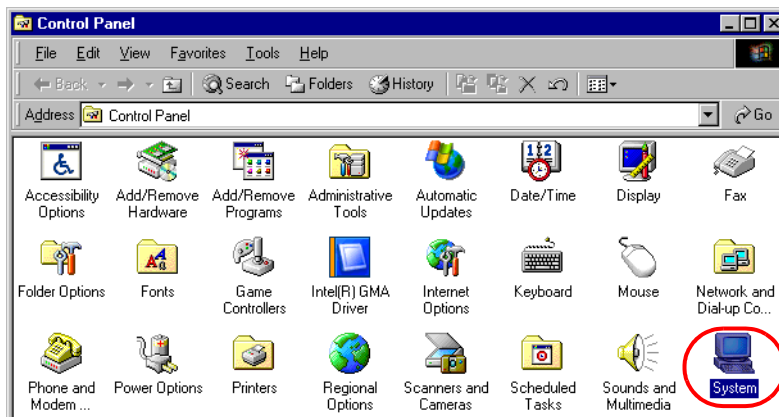 Control Panel
File Edit View Favorites Tools Help
Back Search Folders History
Address Control Panel Go
Accessibility Options
Add/Remove Hardware
Add/Remove Programs
Administrative Tools
Automatic Updates
Date/Time
Display
Fax
Folder Options
Fonts
Game Controllers
Intel(R) GMA Driver
Internet Options
Keyboard
Mouse
Network and Dial-up Co...
Phone and Modem ...
Power Options
Printers
Regional Options
Scanners and Cameras
Scheduled Tasks
Sounds and Multimedia
System